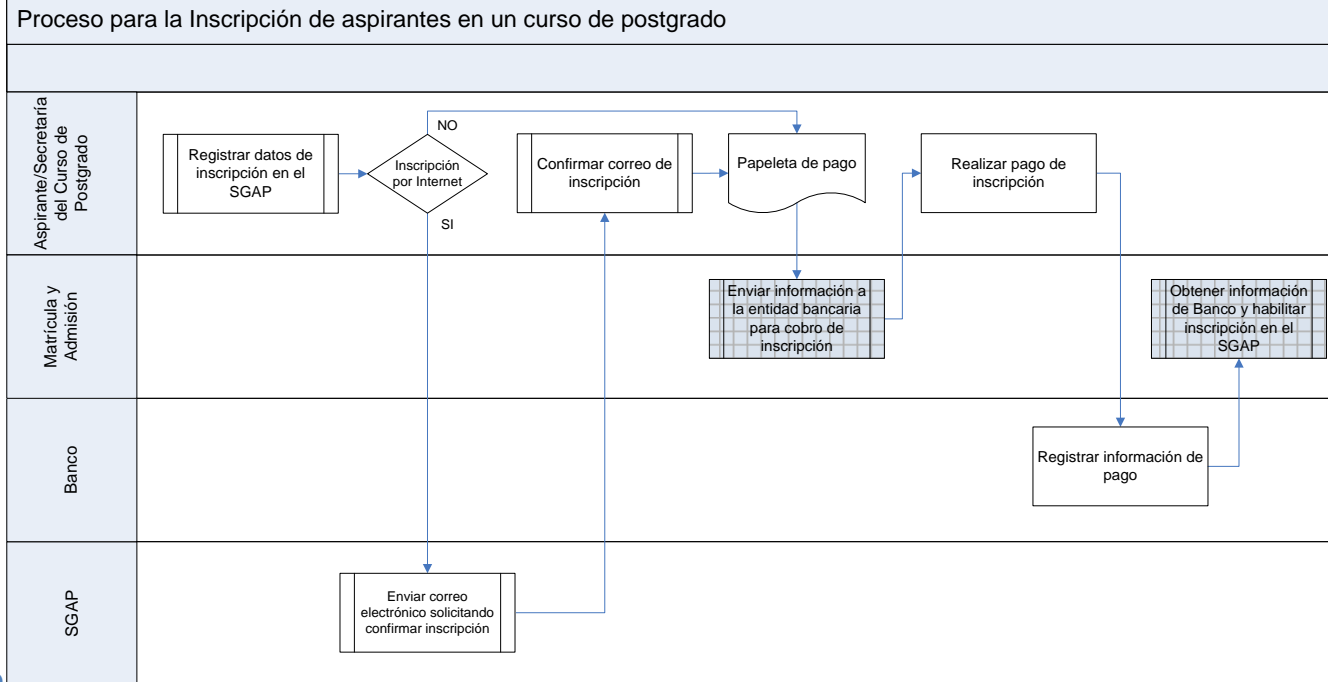 Proceso para la Inscripción de aspirantes en un curso de postgrado
Aspirante/Secretaría
del Curso de
Postgrado
Registrar datos de
inscripción en el
SGAP
Inscripción
por Internet
NO
SI
Confirmar correo de
inscripción
Papeleta de pago
Realizar pago de
inscripción
Matrícula y
Admisión
Enviar información a
la entidad bancaria
para cobro de
inscripción
Obtener información
de Banco y habilitar
inscripción en el
SGAP
Banco
Registrar información de
pago
SGAP
Enviar correo
electrónico solicitando
confirmar inscripción